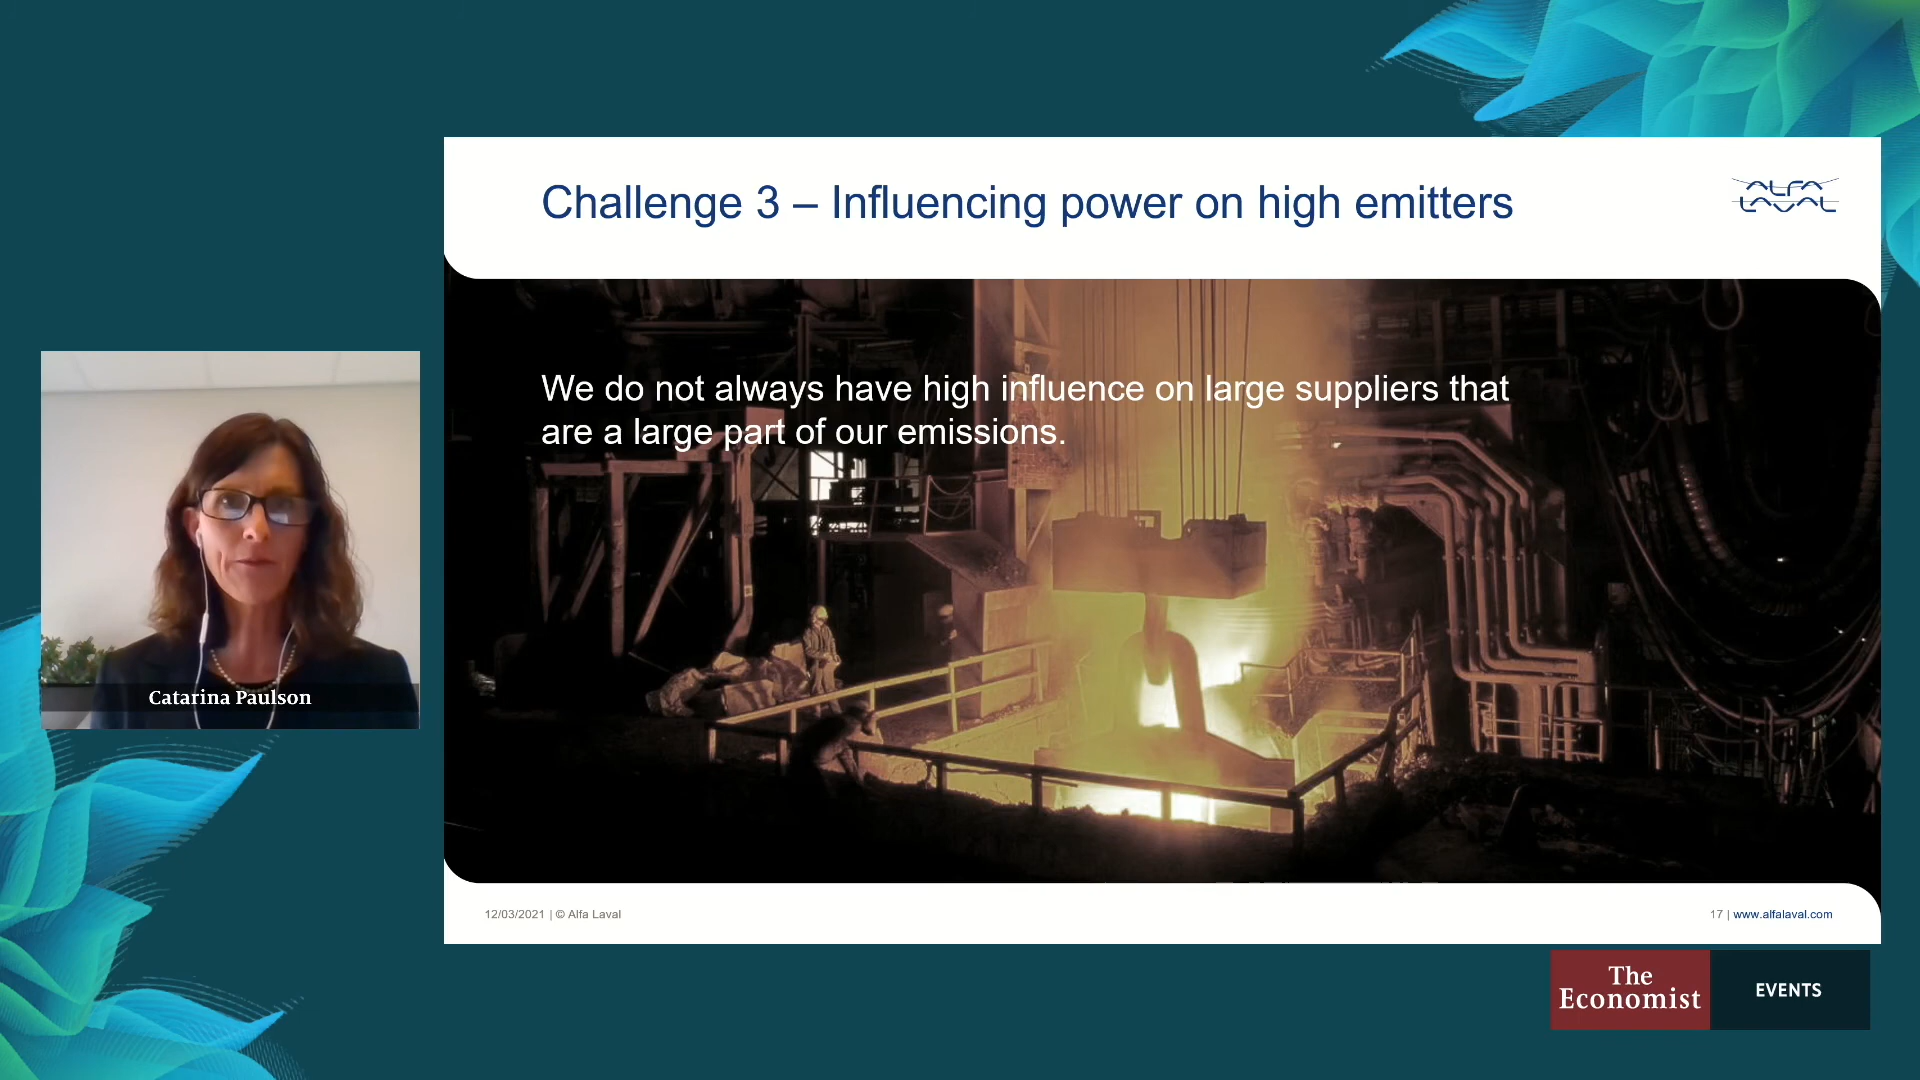 Challenge 3 – Influencing power on high emitters
ALFA
LAVAL
We do not always have high influence on large suppliers that
are a large part of our emissions.
Catarina Paulson
12/03/2021 | © Alfa Laval
17 | www.alfalaval.com
The
Economist
EVENTS